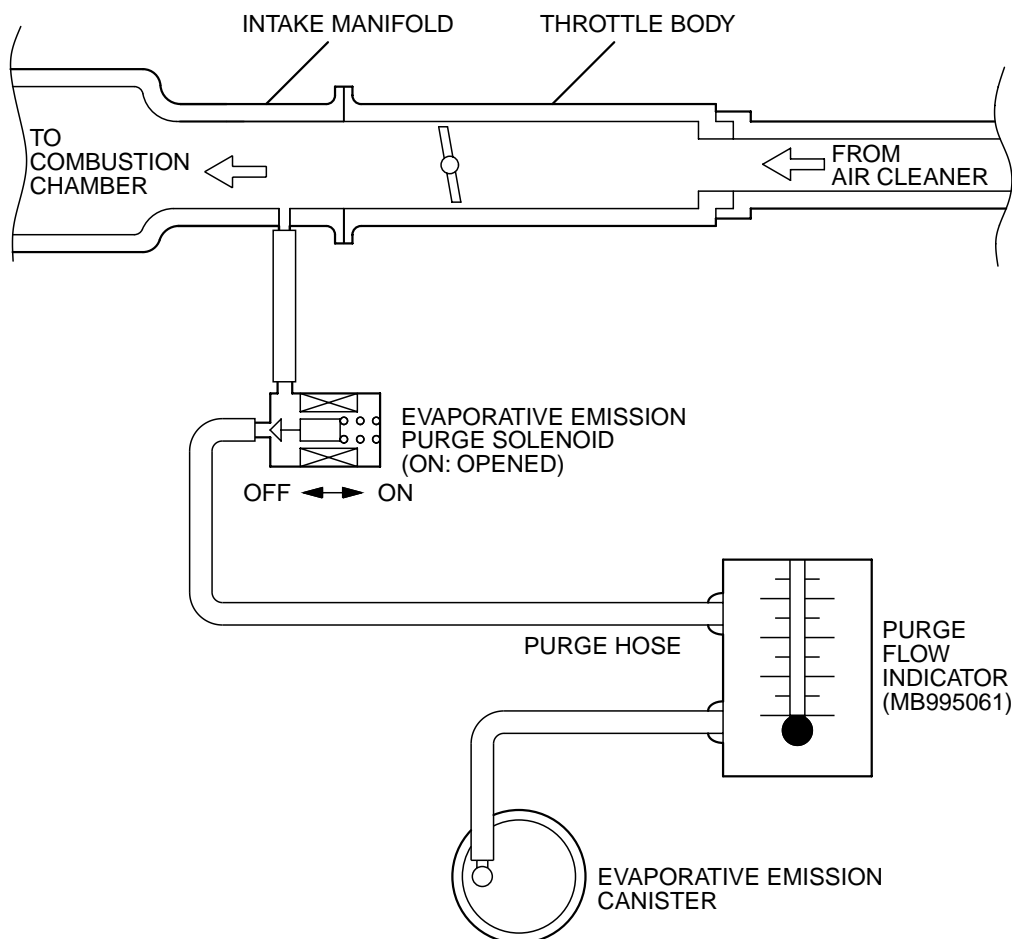 INTAKE MANIFOLD
THROTTLE BODY
TO
COMBUSTION
CHAMBER
FROM
AIR CLEANER
EVAPORATIVE EMISSION
PURGE SOLENOID
(ON: OPENED)
OFF
ON
PURGE HOSE
PURGE
FLOW
INDICATOR
(MB995061)
EVAPORATIVE EMISSION
CANISTER